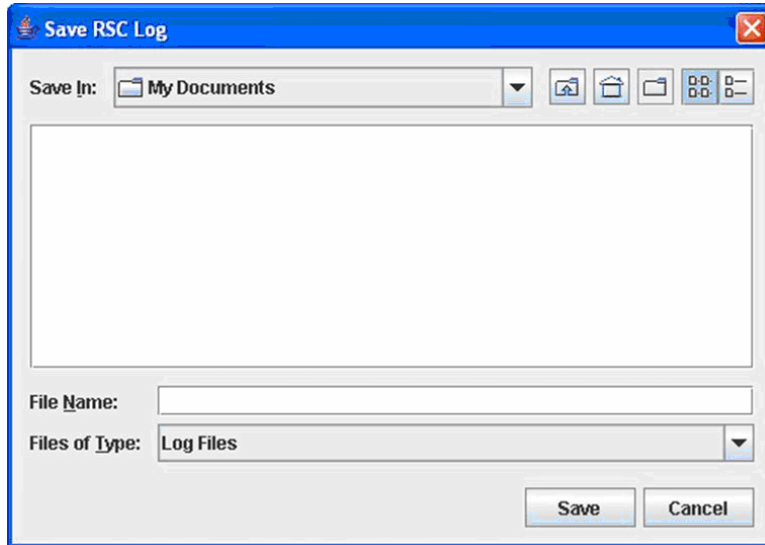 Save RSC Log
Save In: My Documents
File Name:
Files of Type: Log Files
Save Cancel